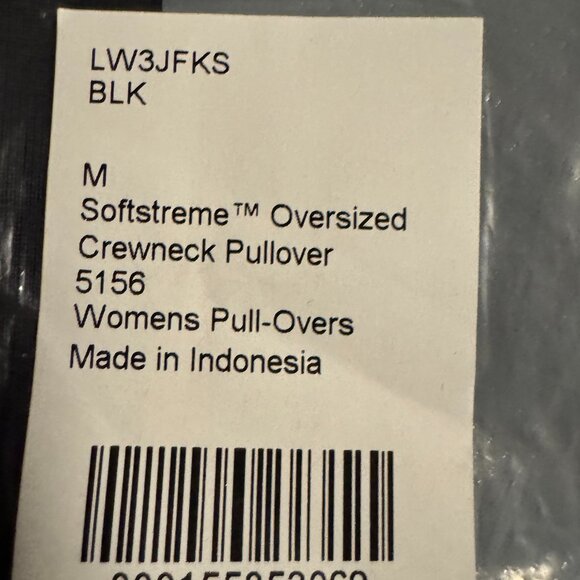 LW3JFKS
BLK
M
Softstreme™ Oversized
Crewneck Pullover
5156
Womens Pull-Overs
Made in Indonesia